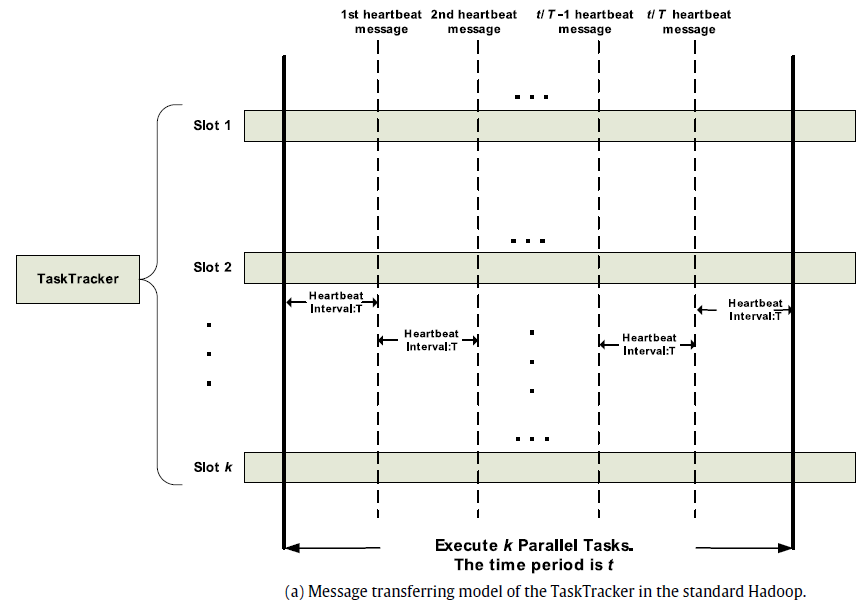 1st heartbeat message
2nd heartbeat message
t/T-1 heartbeat message
t/T heartbeat message
. . .
Slot 1
. . .
Slot 2
TaskTracker
Heartbeat Interval:T
Heartbeat Interval:T
Heartbeat Interval:T
Heartbeat Interval:T
. . .
Slot k
Execute k Parallel Tasks.
The time period is t
(a) Message transferring model of the TaskTracker in the standard Hadoop.